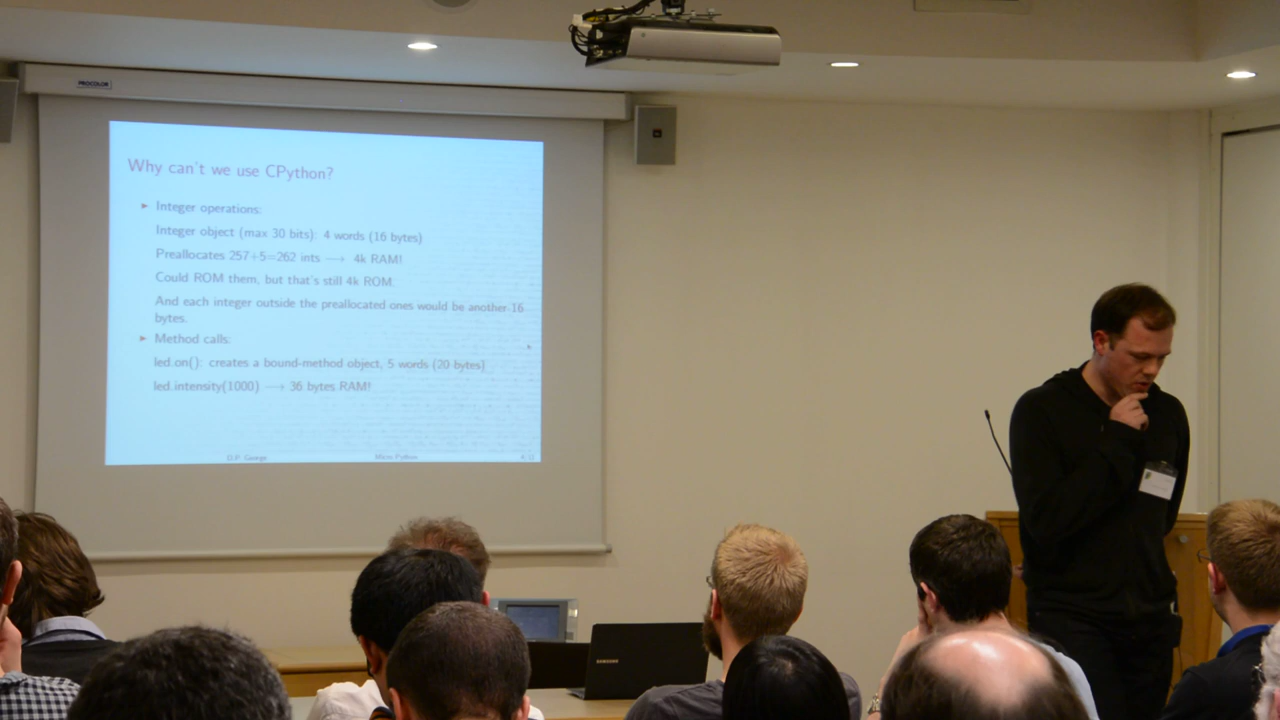 PROCOLOR
Why can't we use CPython?
► Integer operations:
Integer object (max 30 bits): 4 words (16 bytes)
Preallocates 257+5=262 ints → 4k RAM!
Could ROM them, but that's still 4k ROM.
And each integer outside the preallocated ones would be another 16
bytes.
► Method calls:
led.on(): creates a bound-method object, 5 words (20 bytes)
led.intensity(1000) → 36 bytes RAM!
D.P. George Micro Python 4/13
SAMSUNG